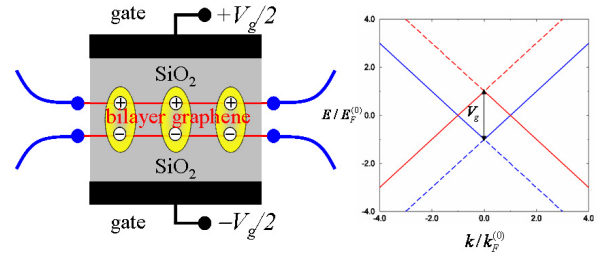 gate
+V_g/2
SiO₂
+ + +
bilayer graphene
− − −
SiO₂
gate
−V_g/2
4.0
2.0
E / E_F^(0)
0.0
V_g
-2.0
-4.0
-4.0 -2.0 0.0 2.0 4.0
k / k_F^(0)